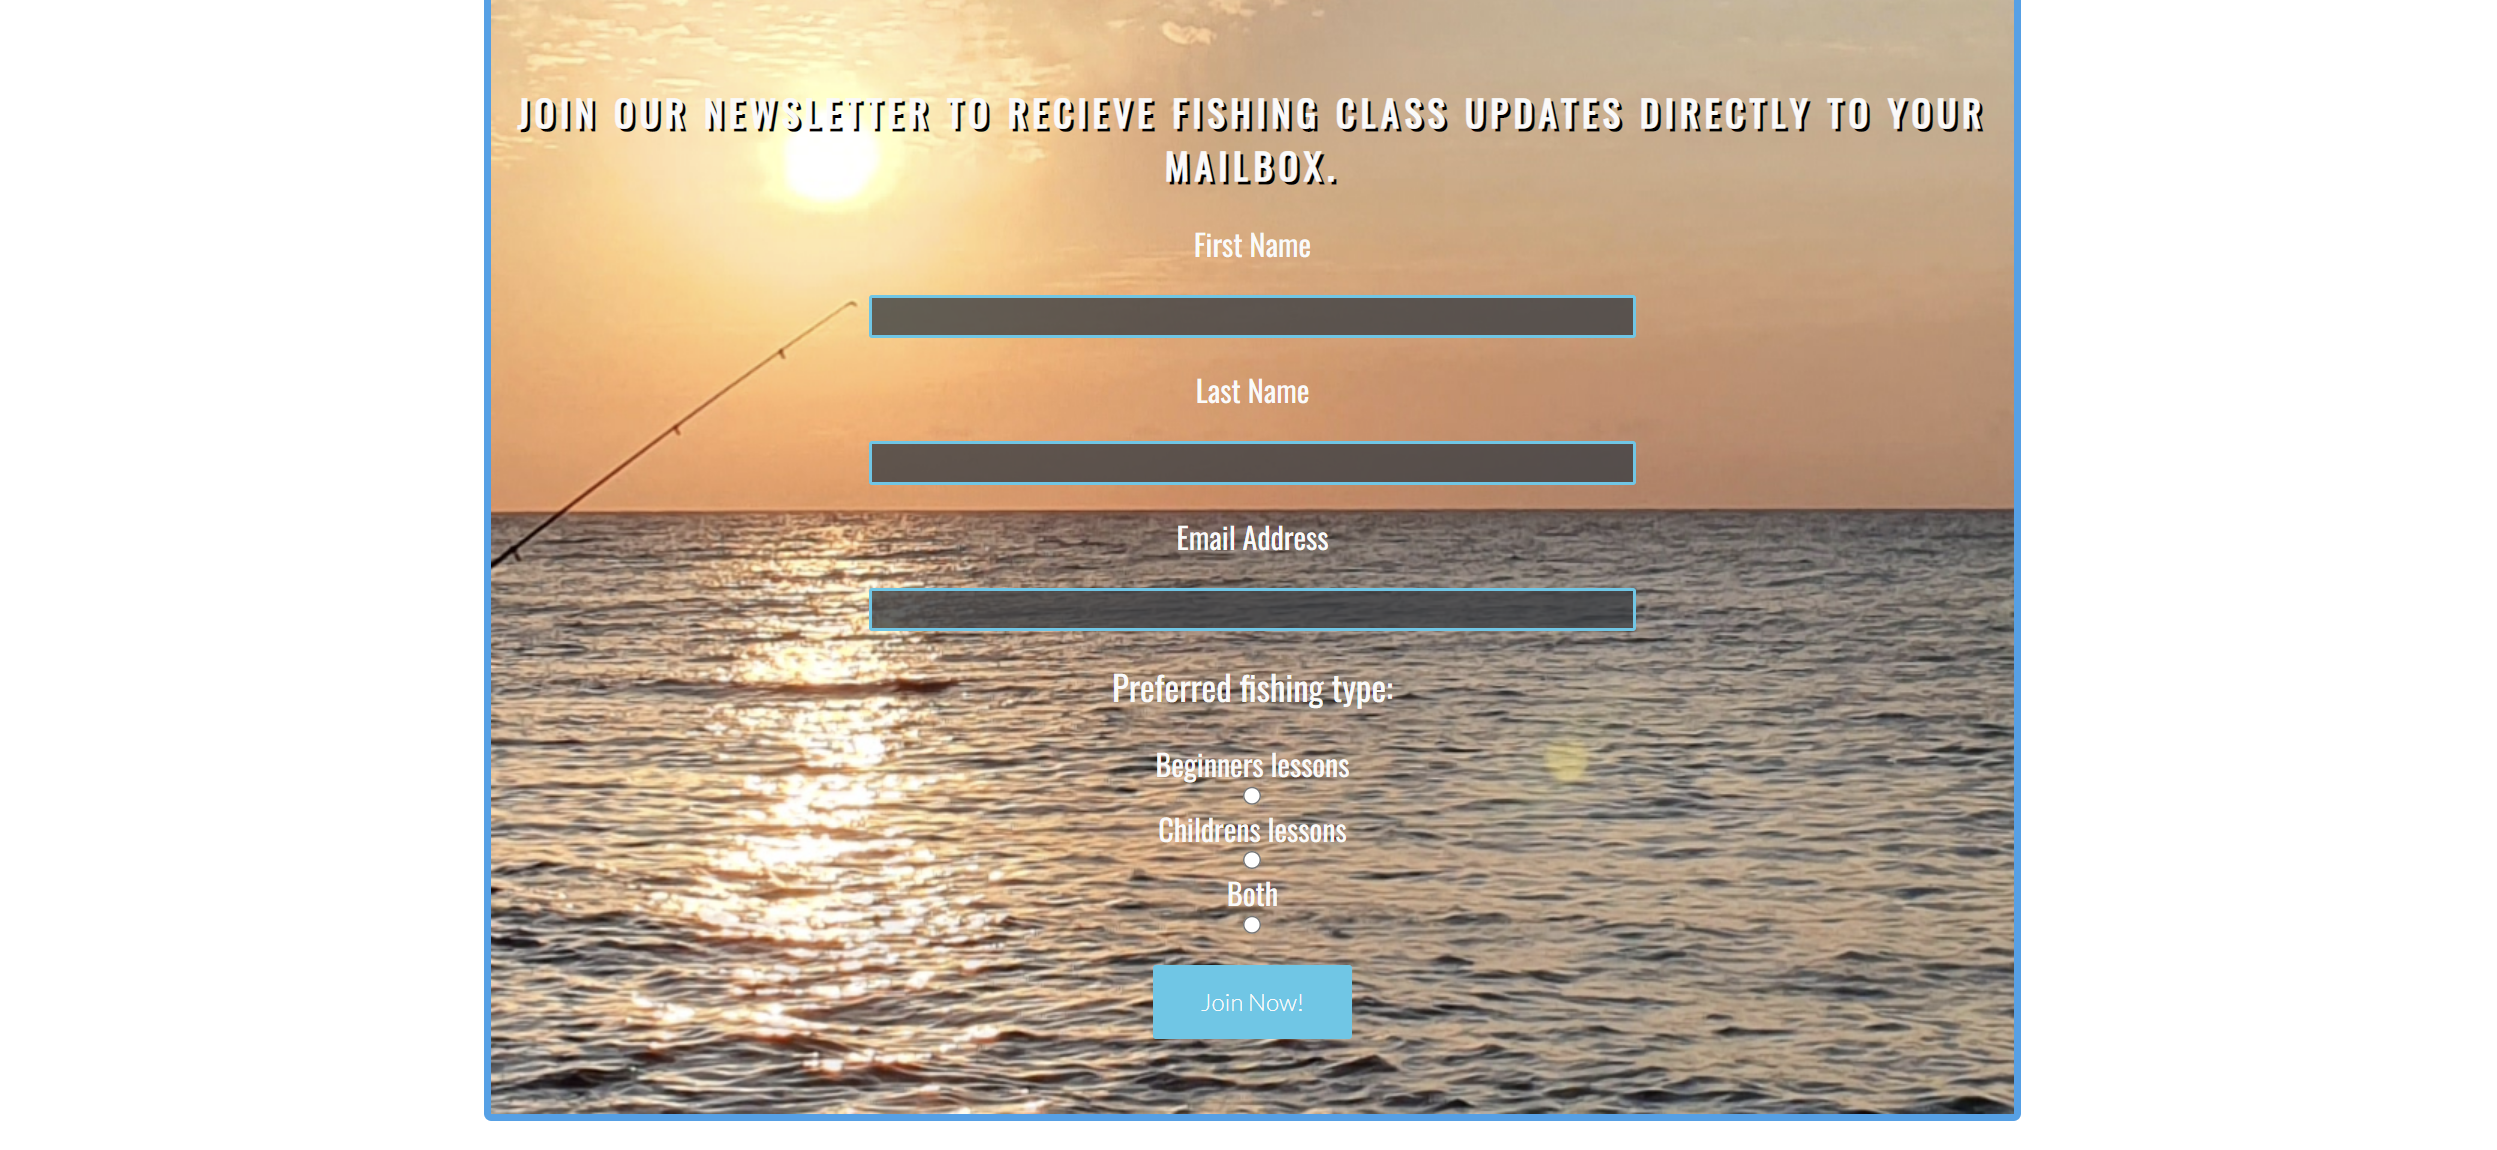 JOIN OUR NEWSLETTER TO RECIEVE FISHING CLASS UPDATES DIRECTLY TO YOUR
MAILBOX.
First Name
Last Name
Email Address
Preferred fishing type:
Beginners lessons
Childrens lessons
Both
Join Now!